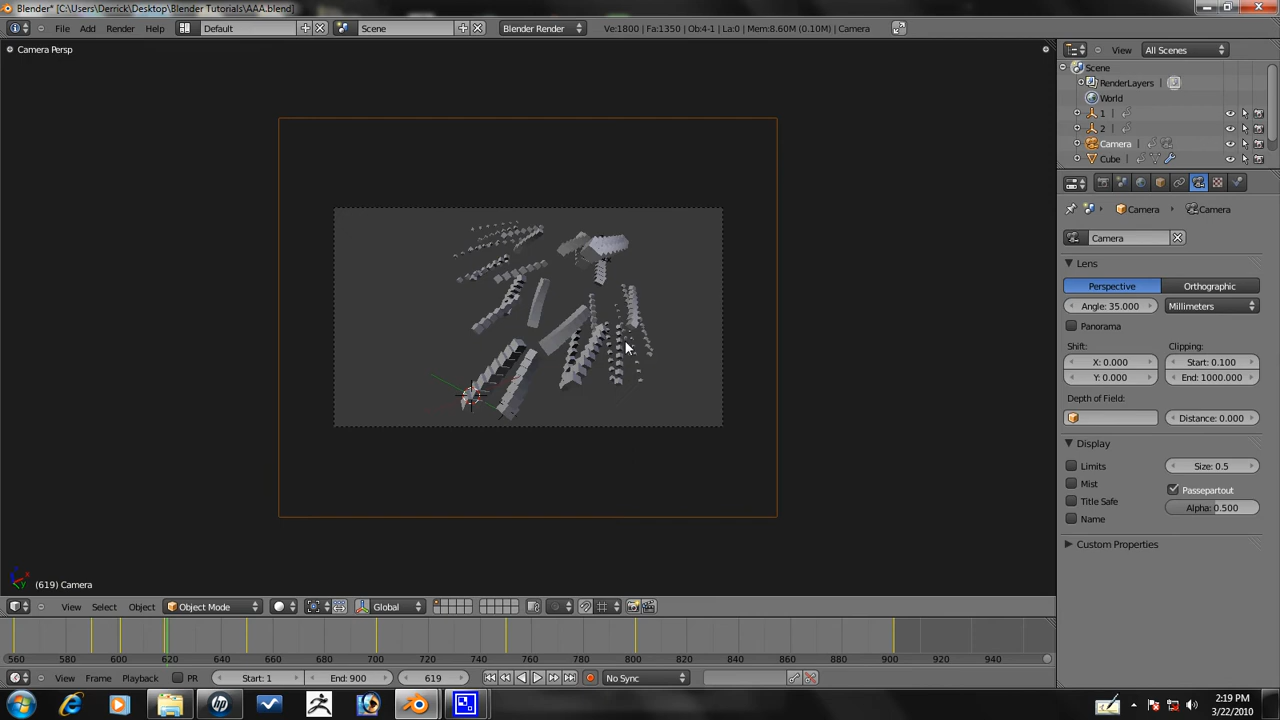 Blender* [C:\Users\Derrick\Desktop\Blender Tutorials\AAA.blend]
File Add Render Help Default Scene Blender Render Ve:1800 | Fa:1350 | Ob:4-1 | La:0 | Mem:8.60M (0.10M) | Camera
Camera Persp
View All Scenes
Scene
RenderLayers
World
1
2
Camera
Cube
Camera Camera
Camera
Lens
Perspective Orthographic
Angle: 35.000 Millimeters
Panorama
Shift: Clipping:
X: 0.000 Start: 0.100
Y: 0.000 End: 1000.000
Depth of Field:
Distance: 0.000
Display
Limits Size: 0.5
Mist Passepartout
Title Safe Alpha: 0.500
Name
Custom Properties
(619) Camera
View Select Object Object Mode Global
560 580 600 620 640 660 680 700 720 740 760 780 800 820 840 860 880 900 920 940
View Frame Playback PR Start: 1 End: 900 619 No Sync
2:19 PM
3/22/2010